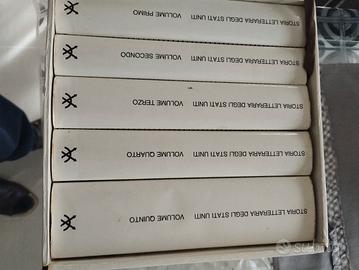 STORIA LETTERARIA DEGLI STATI UNITI VOLUME PRIMO
STORIA LETTERARIA DEGLI STATI UNITI VOLUME SECONDO
STORIA LETTERARIA DEGLI STATI UNITI VOLUME TERZO
STORIA LETTERARIA DEGLI STATI UNITI VOLUME QUARTO
STORIA LETTERARIA DEGLI STATI UNITI VOLUME QUINTO
subito